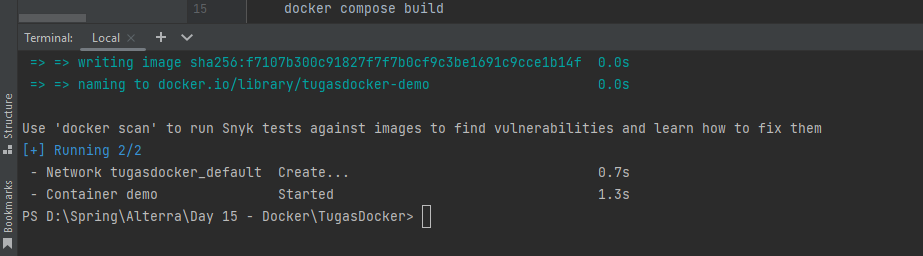 15 docker compose build
Terminal: Local × + ⌄
=> => writing image sha256:f7107b300c91827f7f7b0cf9c3be1691c9cce1b14f 0.0s
=> => naming to docker.io/library/tugasdocker-demo 0.0s
Use 'docker scan' to run Snyk tests against images to find vulnerabilities and learn how to fix them
[+] Running 2/2
- Network tugasdocker_default Create... 0.7s
- Container demo Started 1.3s
PS D:\Spring\Alterra\Day 15 - Docker\TugasDocker>
Structure
Bookmarks